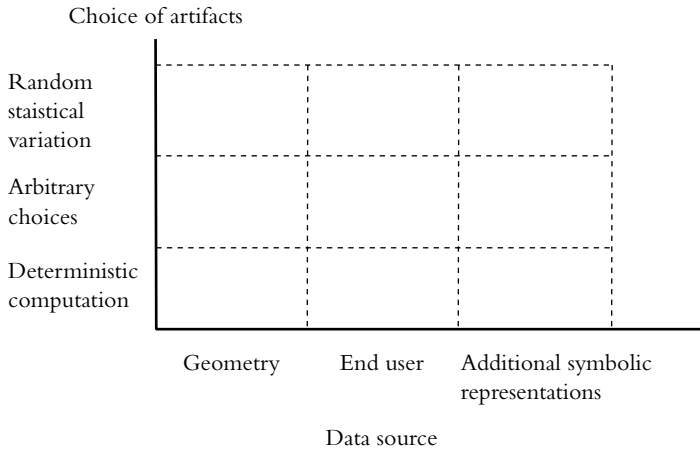 Choice of artifacts
Random
staistical
variation
Arbitrary
choices
Deterministic
computation
Geometry
End user
Additional symbolic
representations
Data source